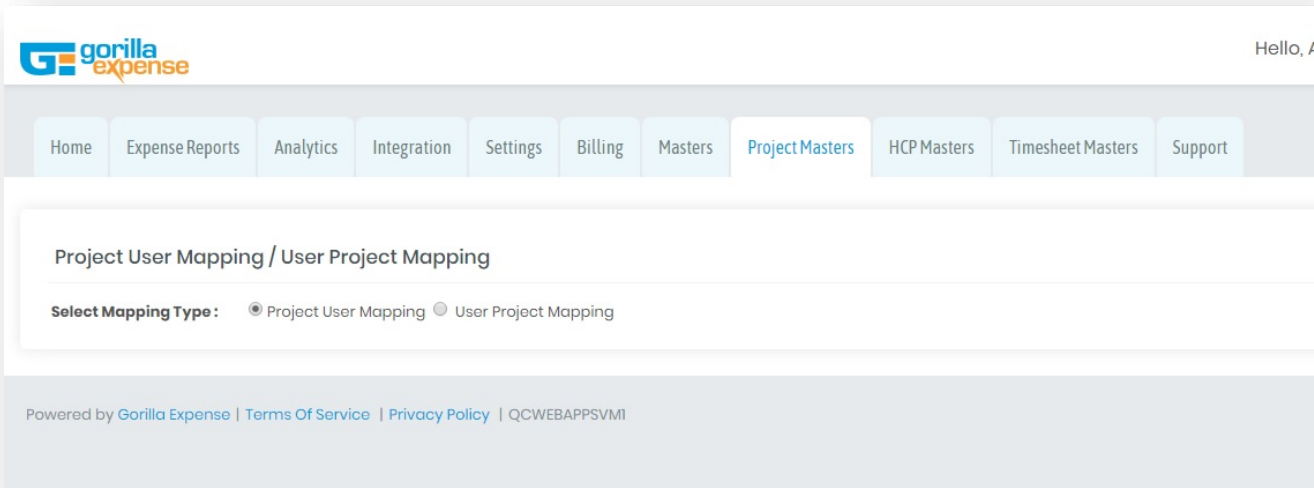 gorilla
expense
Hello, A
Home Expense Reports Analytics Integration Settings Billing Masters Project Masters HCP Masters Timesheet Masters Support
Project User Mapping / User Project Mapping
Select Mapping Type : Project User Mapping User Project Mapping
Powered by Gorilla Expense | Terms Of Service | Privacy Policy | QCWEBAPPSVM1